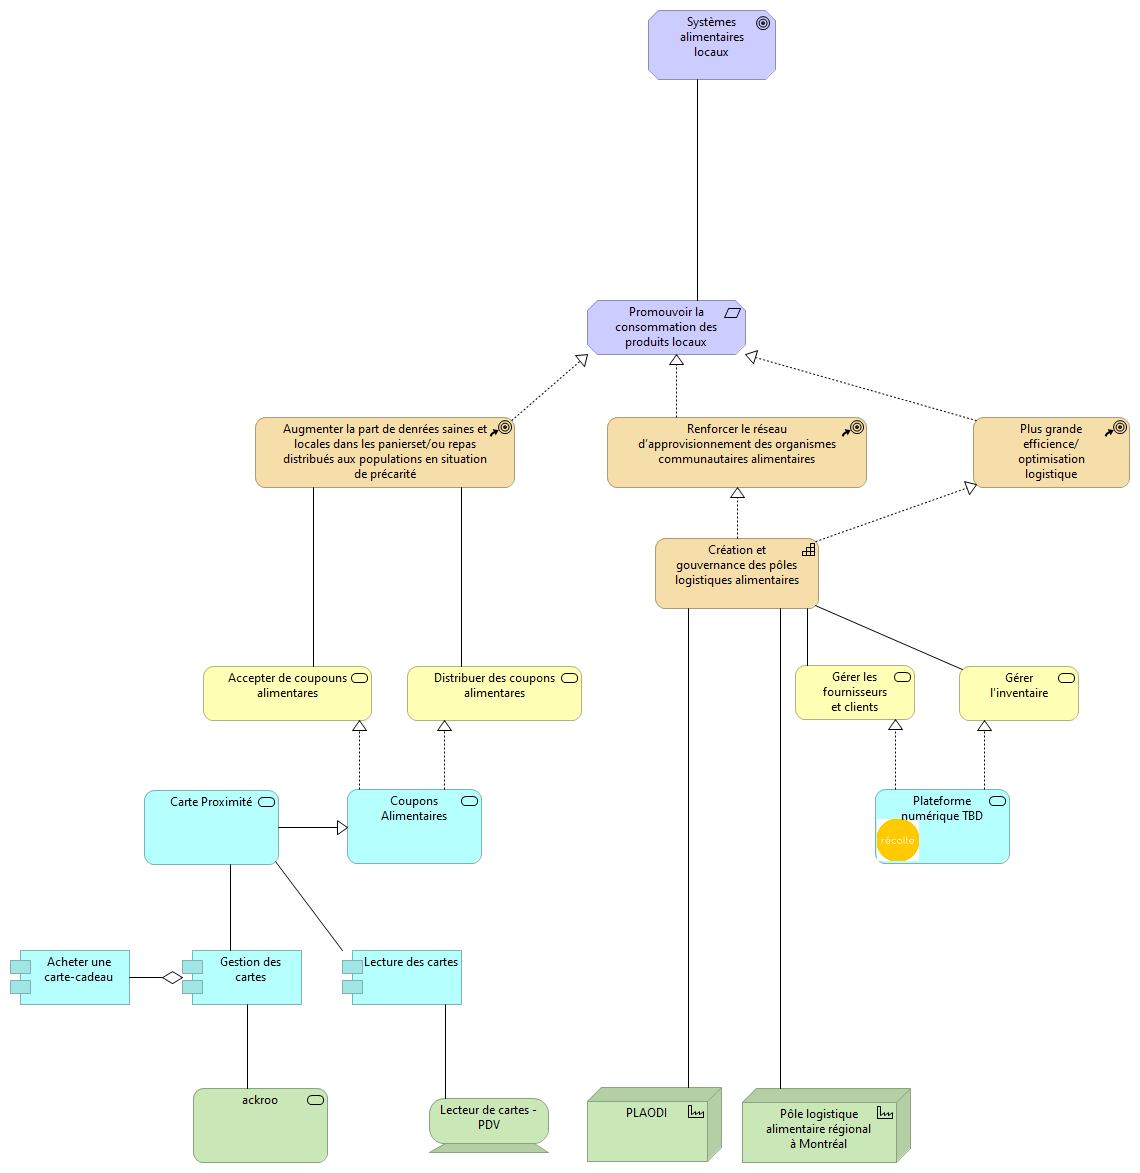 Systèmes
alimentaires
locaux
Promouvoir la
consommation des
produits locaux
Augmenter la part de denrées saines et
locales dans les panierset/ou repas
distribués aux populations en situation
de précarité
Renforcer le réseau
d'approvisionnement des organismes
communautaires alimentaires
Plus grande
efficience/
optimisation
logistique
Création et
gouvernance des pôles
logistiques alimentaires
Accepter de coupouns
alimentares
Distribuer des coupons
alimentares
Gérer les
fournisseurs
et clients
Gérer
l'inventaire
Carte Proximité
Coupons
Alimentaires
Plateforme
numérique TBD
récolte
Acheter une
carte-cadeau
Gestion des
cartes
Lecture des cartes
ackroo
Lecteur de cartes -
PDV
PLAODI
Pôle logistique
alimentaire régional
à Montréal